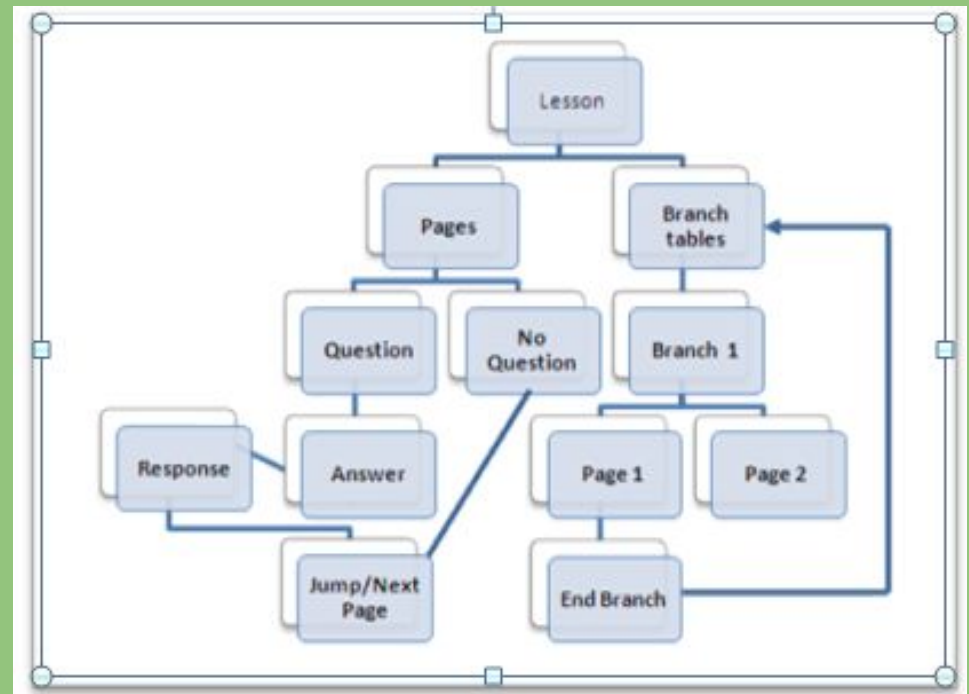 Lesson
Pages
Branch
tables
Question
No
Question
Branch 1
Response
Answer
Page 1
Page 2
Jump/Next
Page
End Branch